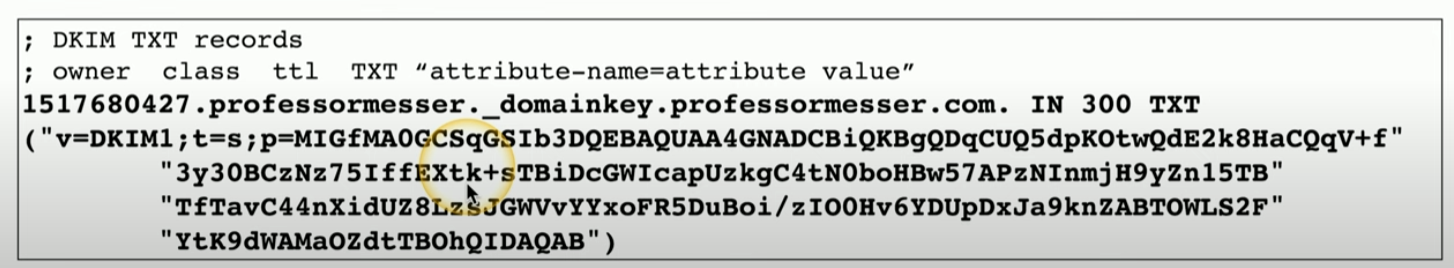 ; DKIM TXT records
; owner class ttl TXT “attribute-name=attribute value”
1517680427.professormesser._domainkey.professormesser.com. IN 300 TXT
("v=DKIM1;t=s;p=MIGfMA0GCSqGSIb3DQEBAQUAA4GNADCBiQKBgQDqCUQ5dpKOtwQdE2k8HaCQqV+f"
"3y30BCzNz75IffEXtk+sTBiDcGWIcapUzkgC4tN0boHBw57APzNInmjH9yZn15TB"
"TfTavC44nXidUZ8LzsJGWVvYYxoFR5DuBoi/zIO0Hv6YDUpDxJa9knZABTOWLS2F"
"YtK9dWAMaOZdtTBOhQIDAQAB")